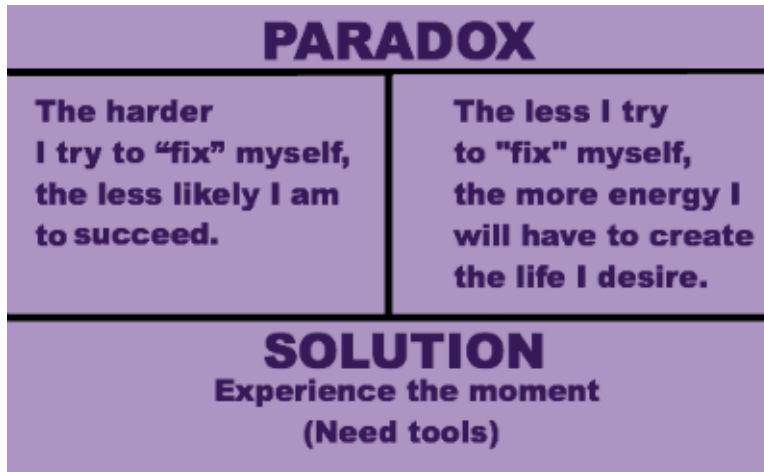 PARADOX
The harder
I try to “fix” myself,
the less likely I am
to succeed.
The less I try
to "fix" myself,
the more energy I
will have to create
the life I desire.
SOLUTION
Experience the moment
(Need tools)